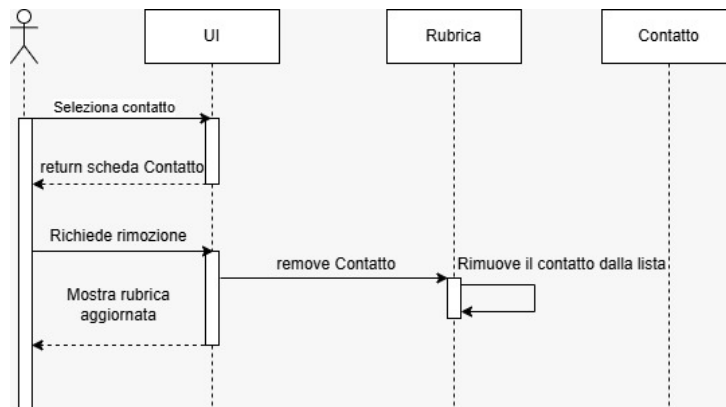 UI
Rubrica
Contatto
Seleziona contatto
return scheda Contatto
Richiede rimozione
remove Contatto
Rimuove il contatto dalla lista
Mostra rubrica
aggiornata